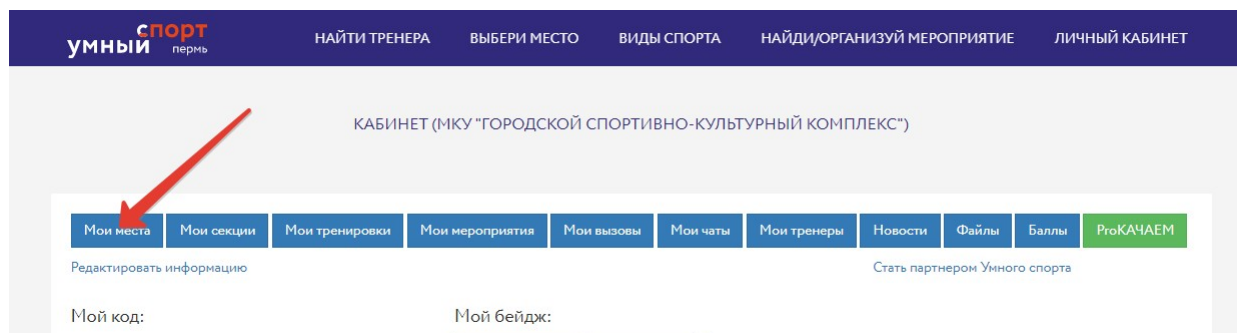 умный спорт пермь
НАЙТИ ТРЕНЕРА ВЫБЕРИ МЕСТО ВИДЫ СПОРТА НАЙДИ/ОРГАНИЗУЙ МЕРОПРИЯТИЕ ЛИЧНЫЙ КАБИНЕТ
КАБИНЕТ (МКУ "ГОРОДСКОЙ СПОРТИВНО-КУЛЬТУРНЫЙ КОМПЛЕКС")
Мои места Мои секции Мои тренировки Мои мероприятия Мои вызовы Мои чаты Мои тренеры Новости Файлы Баллы ProКАЧАЕМ
Редактировать информацию Стать партнером Умного спорта
Мой код: Мой бейдж: